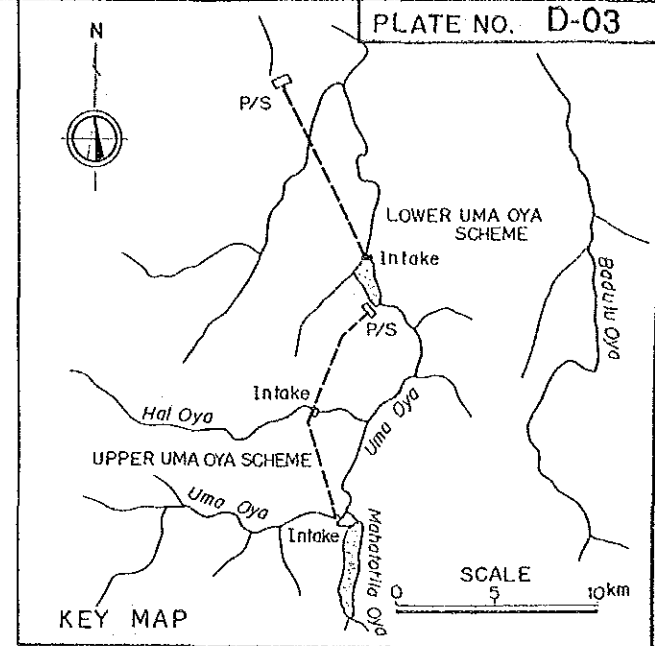 PLATE NO. D-03
N
P/S
LOWER UMA OYA
SCHEME
Intake
Badulu Oya
P/S
Intake
Hal Oya
Uma Oya
UPPER UMA OYA SCHEME
Uma Oya
Intake
Mahatotila Oya
SCALE
0 5 10km
KEY MAP